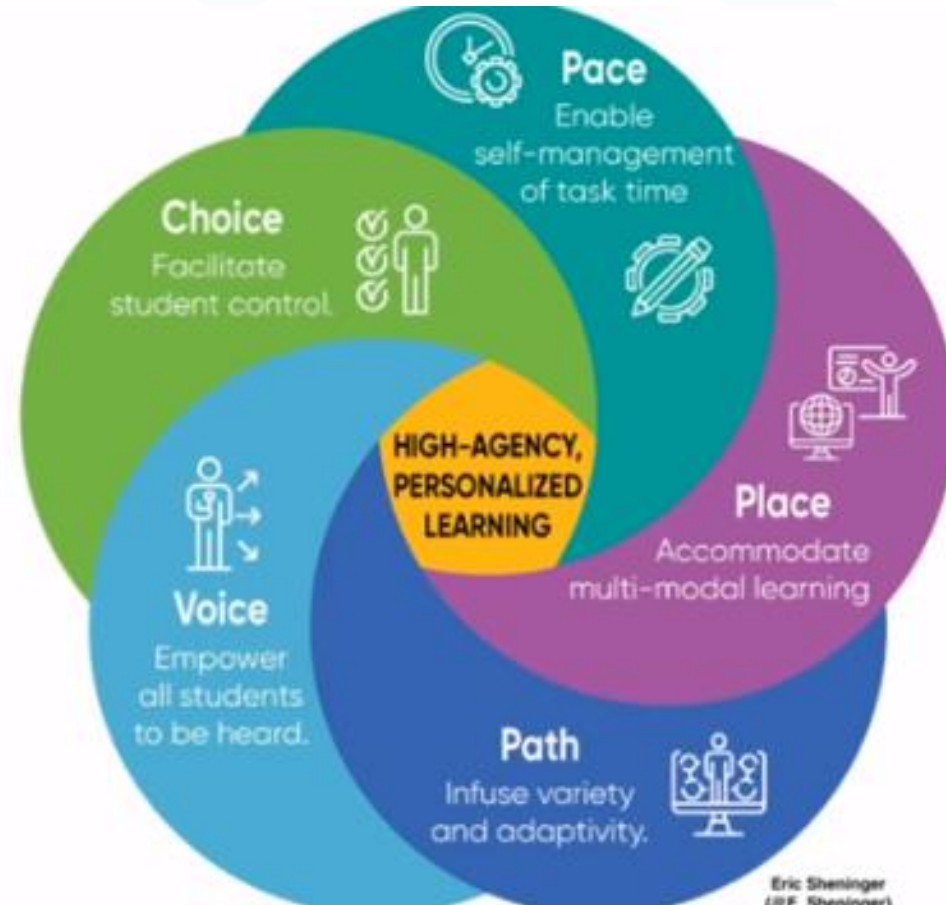 Pace
Enable
self-management
of task time
Choice
Facilitate
student control.
HIGH-AGENCY,
PERSONALIZED
LEARNING
Place
Accommodate
multi-modal learning
Voice
Empower
all students
to be heard.
Path
Infuse variety
and adaptivity.
Eric Sheninger
(@E_Sheninger)